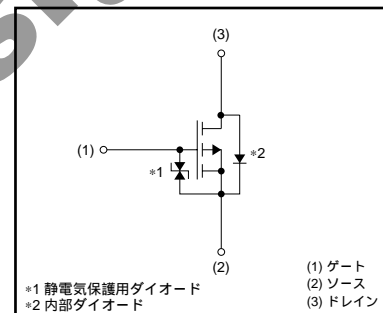 (3)
(1)
*1
*2
(2)
*1 静電気保護用ダイオード
*2 内部ダイオード
(1) ゲート
(2) ソース
(3) ドレイン